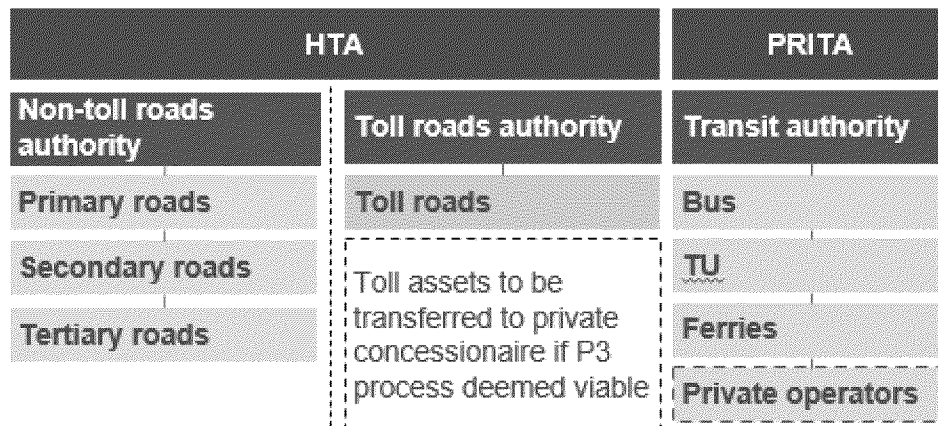 HTA
PRITA
Non-toll roads
authority
Toll roads authority
Transit authority
Primary roads
Toll roads
Bus
Secondary roads
TU
Tertiary roads
Ferries
Toll assets to be
transferred to private
concessionaire if P3
process deemed viable
Private operators